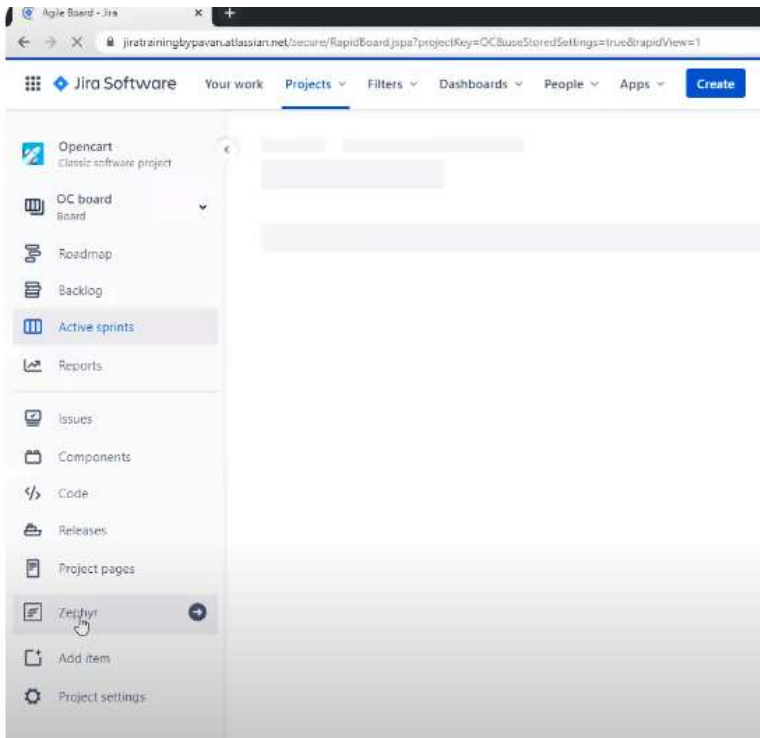 Agile Board - Jira
jiratrainingbypavan.atlassian.net/secure/RapidBoard.jspa?projectKey=OC&useStoredSettings=true&rapidView=1
Jira Software Your work Projects Filters Dashboards People Apps Create
Opencart
Classic software project
OC board
Board
Roadmap
Backlog
Active sprints
Reports
Issues
Components
Code
Releases
Project pages
Zephyr
Add item
Project settings